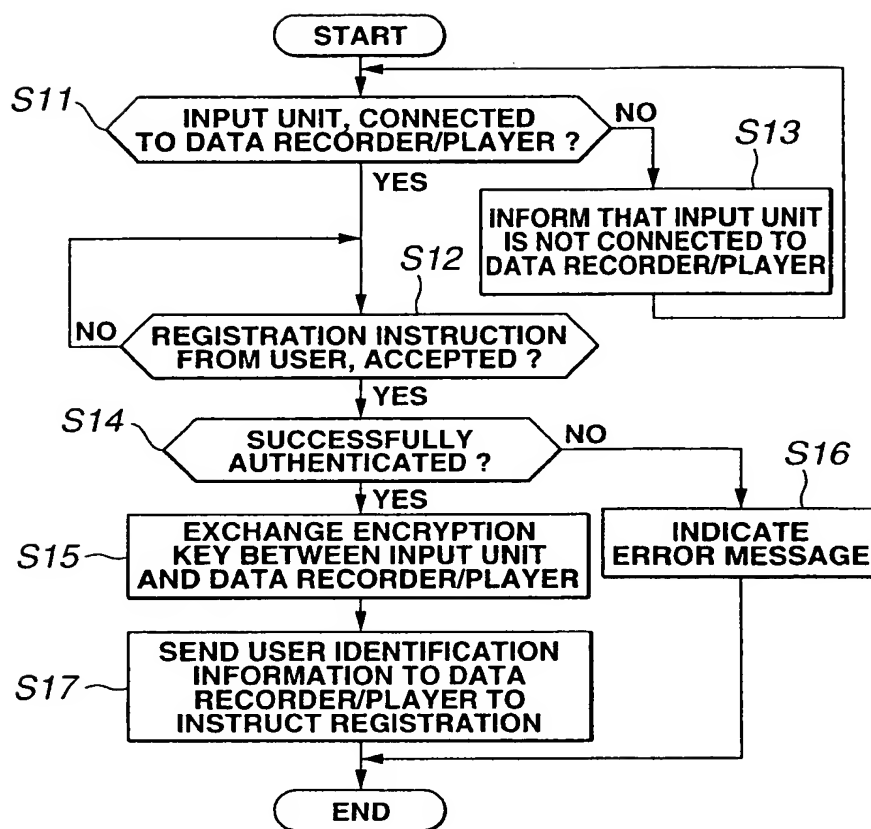 START
S11
INPUT UNIT, CONNECTED
TO DATA RECORDER/PLAYER ?
NO
S13
YES
INFORM THAT INPUT UNIT
IS NOT CONNECTED TO
DATA RECORDER/PLAYER
S12
NO
REGISTRATION INSTRUCTION
FROM USER, ACCEPTED ?
YES
S14
SUCCESSFULLY
AUTHENTICATED ?
NO
S16
YES
INDICATE
ERROR MESSAGE
S15
EXCHANGE ENCRYPTION
KEY BETWEEN INPUT UNIT
AND DATA RECORDER/PLAYER
S17
SEND USER IDENTIFICATION
INFORMATION TO DATA
RECORDER/PLAYER TO
INSTRUCT REGISTRATION
END